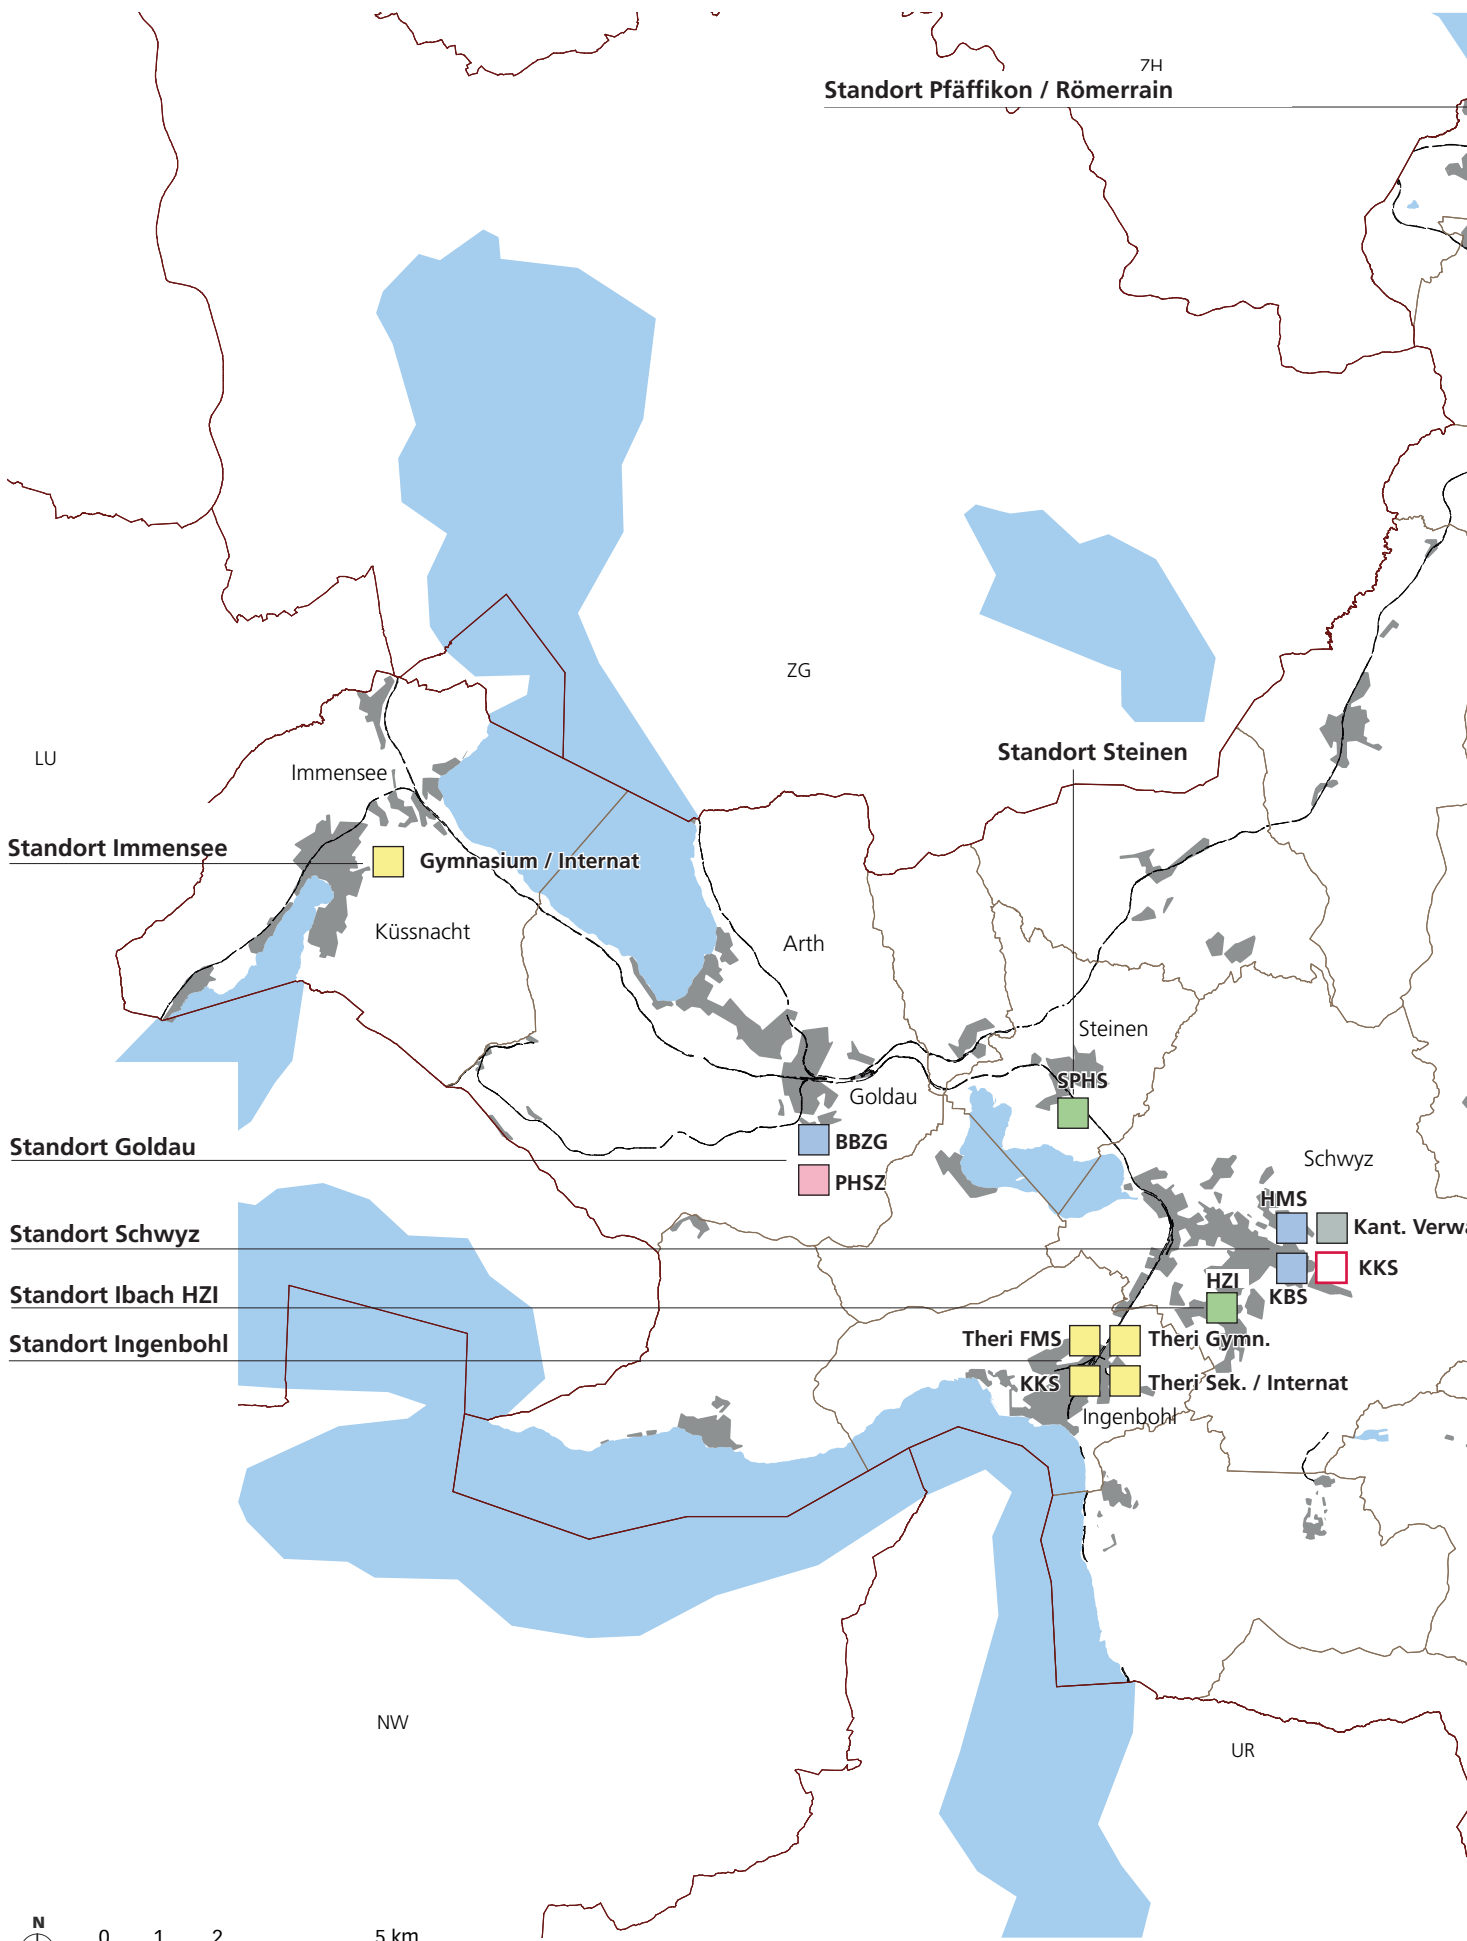 7H
Standort Pfäffikon / Römerrain
ZG
LU
Standort Steinen
Immensee
Standort Immensee
Gymnasium / Internat
Küssnacht
Arth
Steinen
SPHS
Goldau
Standort Goldau
BBZG
PHSZ
Schwyz
HMS
Standort Schwyz
Kant. Verwa
KKS
HZI
KBS
Standort Ibach HZI
Standort Ingenbohl
Theri FMS
Theri Gymn.
KKS
Theri Sek. / Internat
Ingenbohl
NW
UR
N
0 1 2 5 km